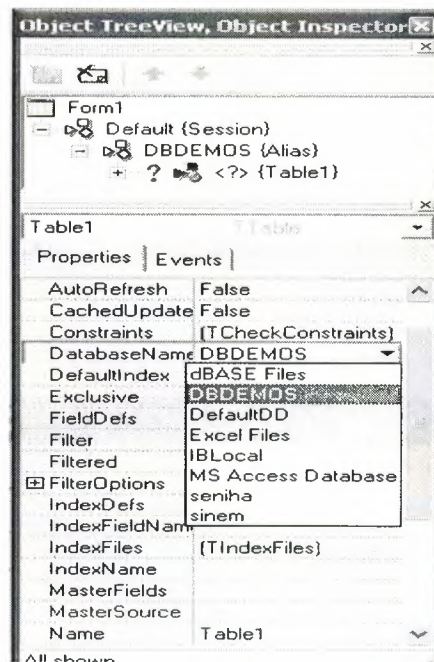 Object TreeView, Object Inspector
Form1
Default {Session}
DBDEMOS {Alias}
? <?> {Table1}
Table1 TTable
Properties Events
AutoRefresh False
CachedUpdate False
Constraints (TCheckConstraints)
DatabaseName DBDEMOS
DefaultIndex dBASE Files
Exclusive DBDEMOS
FieldDefs DefaultDD
Filter Excel Files
Filtered IBLocal
FilterOptions MS Access Database
IndexDefs seniha
IndexFieldNam sinem
IndexFiles (TIndexFiles)
IndexName
MasterFields
MasterSource
Name Table1
All shown